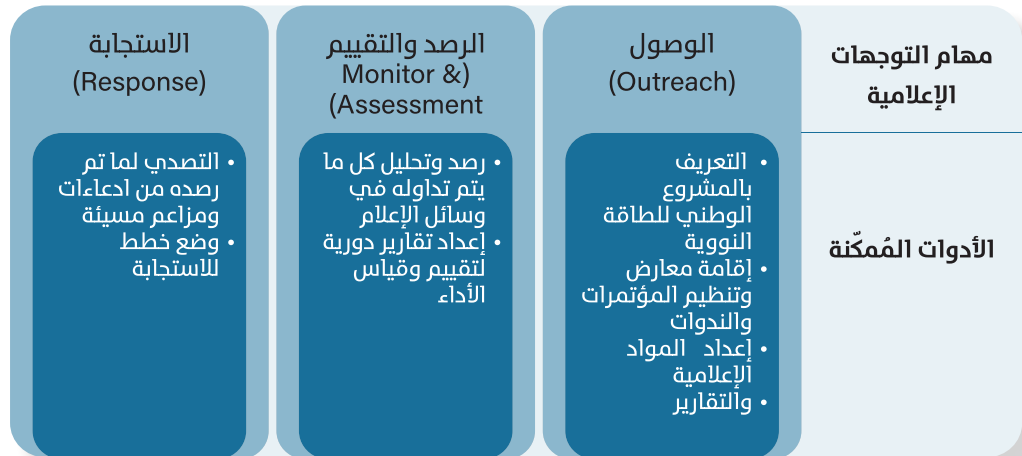 مهام التوجهات
الإعلامية
الوصول
(Outreach)
الرصد والتقييم
(Monitor &
Assessment)
الاستجابة
(Response)
الأدوات المُمكّنة
• التعريف
بالمشروع
الوطني للطاقة
النووية
• إقامة معارض
وتنظيم المؤتمرات
والندوات
• إعداد المواد
الإعلامية
• والتقارير
• رصد وتحليل كل ما
يتم تداوله في
وسائل الإعلام
• إعداد تقارير دورية
لتقييم وقياس
الأداء
• التصدي لما تم
رصده من ادعاءات
ومزاعم مسيئة
• وضع خطط
للاستجابة